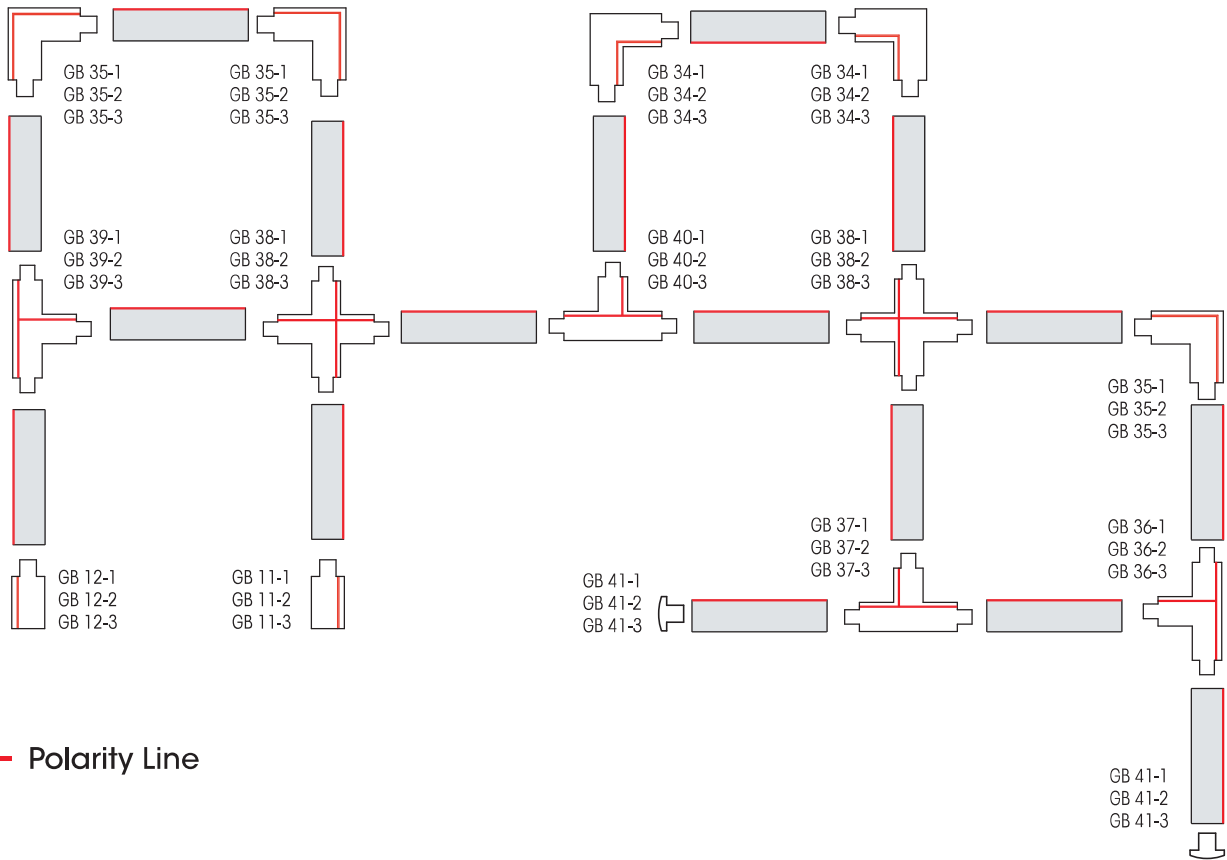 GB 35-1
GB 35-2
GB 35-3
GB 35-1
GB 35-2
GB 35-3
GB 34-1
GB 34-2
GB 34-3
GB 34-1
GB 34-2
GB 34-3
GB 39-1
GB 39-2
GB 39-3
GB 38-1
GB 38-2
GB 38-3
GB 40-1
GB 40-2
GB 40-3
GB 38-1
GB 38-2
GB 38-3
GB 35-1
GB 35-2
GB 35-3
GB 12-1
GB 12-2
GB 12-3
GB 11-1
GB 11-2
GB 11-3
GB 41-1
GB 41-2
GB 41-3
GB 37-1
GB 37-2
GB 37-3
GB 36-1
GB 36-2
GB 36-3
Polarity Line
GB 41-1
GB 41-2
GB 41-3